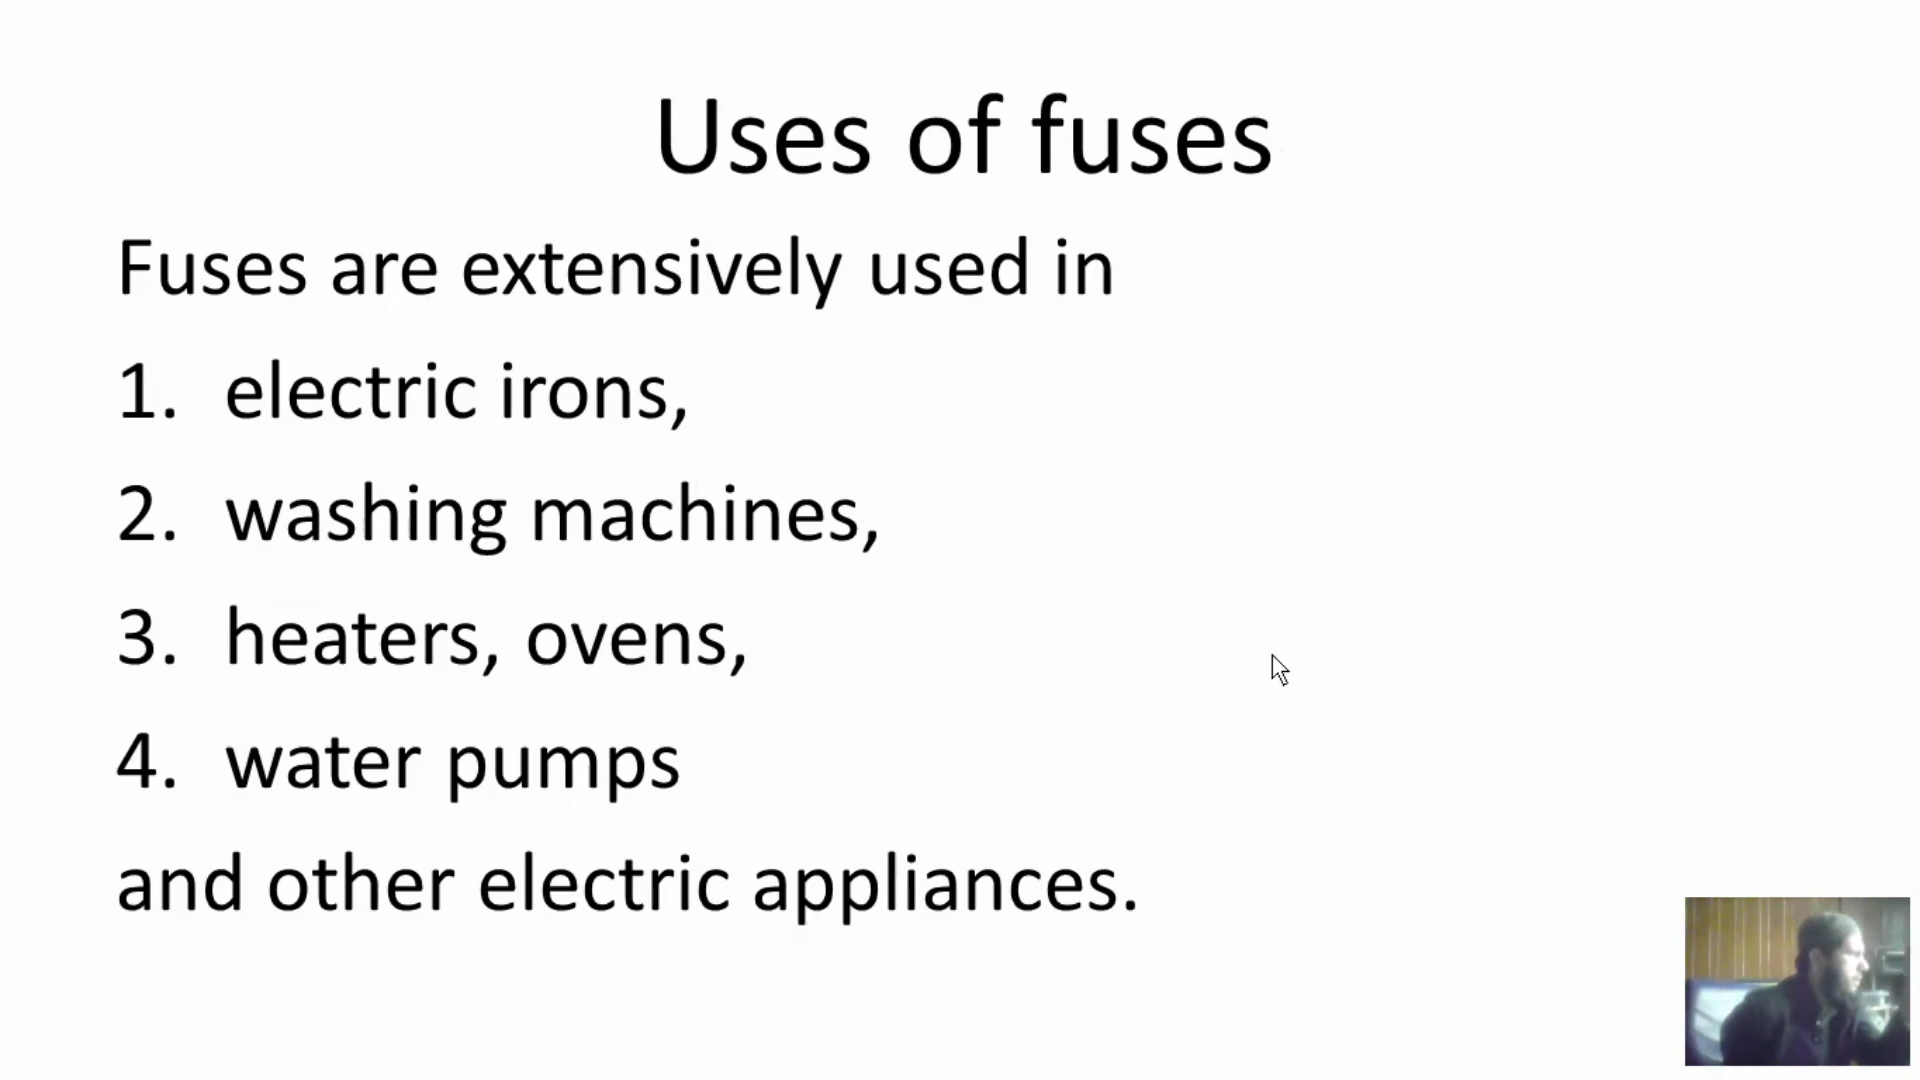 Uses of fuses
Fuses are extensively used in
1. electric irons,
2. washing machines,
3. heaters, ovens,
4. water pumps
and other electric appliances.